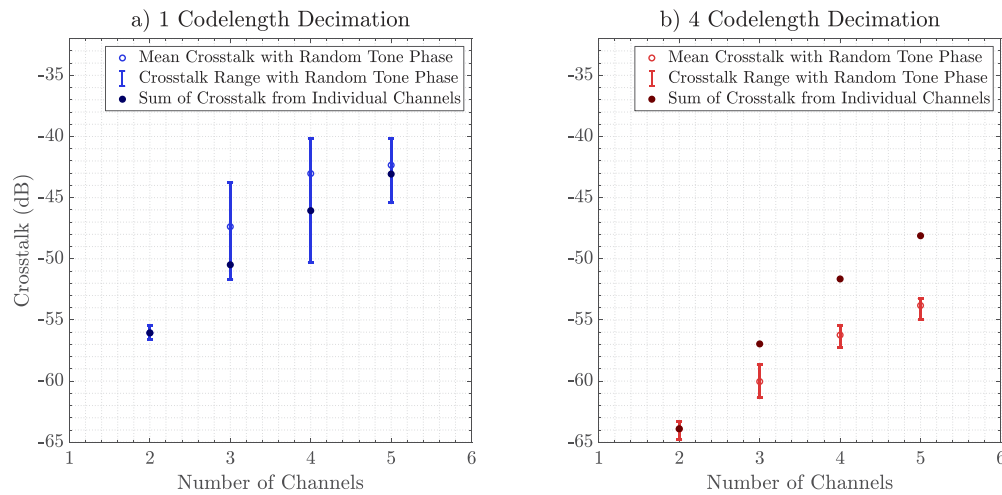 a) 1 Codelength Decimation
Mean Crosstalk with Random Tone Phase
Crosstalk Range with Random Tone Phase
Sum of Crosstalk from Individual Channels
Crosstalk (dB)
-35
-40
-45
-50
-55
-60
-65
1 2 3 4 5 6
Number of Channels
b) 4 Codelength Decimation
Mean Crosstalk with Random Tone Phase
Crosstalk Range with Random Tone Phase
Sum of Crosstalk from Individual Channels
-35
-40
-45
-50
-55
-60
-65
1 2 3 4 5 6
Number of Channels